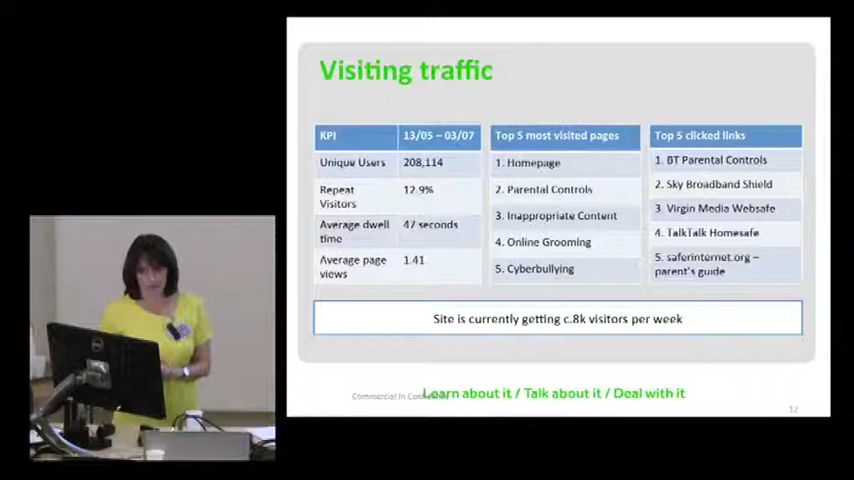 Visiting traffic
KPI
13/05 – 03/07
Unique Users
208,114
Repeat
Visitors
12.9%
Average dwell
time
47 seconds
Average page
views
1.41
Top 5 most visited pages
1. Homepage
2. Parental Controls
3. Inappropriate Content
4. Online Grooming
5. Cyberbullying
Top 5 clicked links
1. BT Parental Controls
2. Sky Broadband Shield
3 Virgin Media Websafe
4. TalkTalk Homesafe
5. saferinternet.org –
parent's guide
Site is currently getting c.8k visitors per week
Commercial In
Learn about it / Talk about it / Deal with it
12